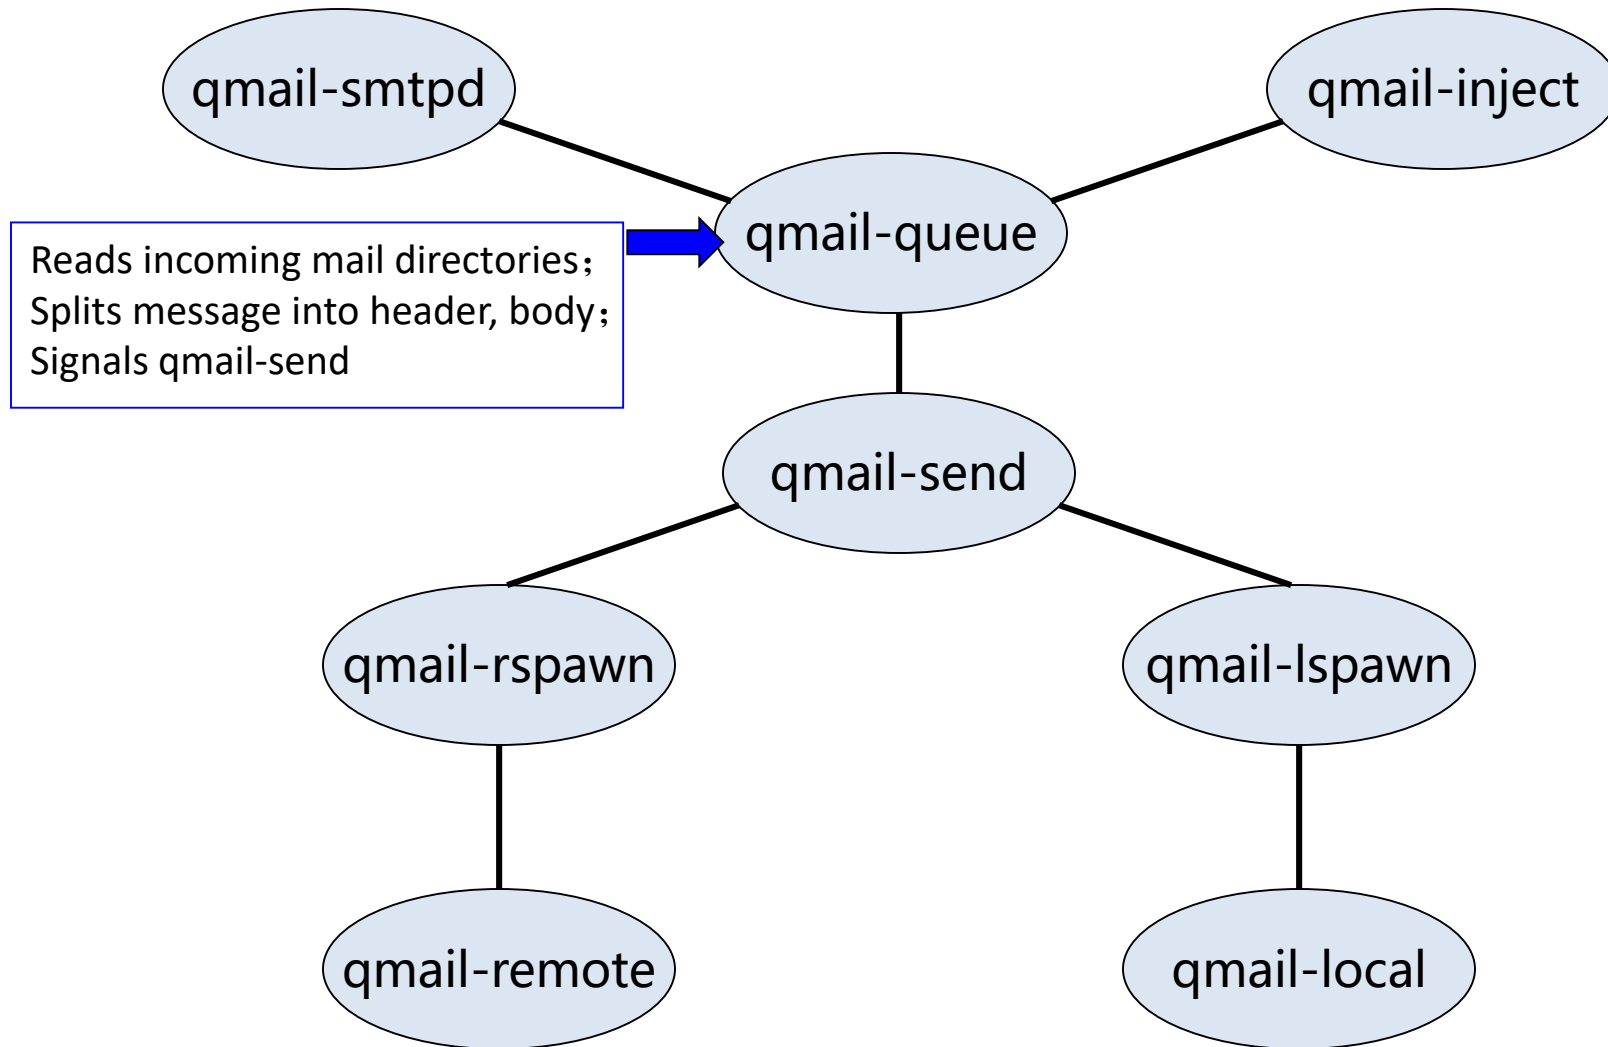 qmail-smtpd
qmail-inject
qmail-queue
Reads incoming mail directories；
Splits message into header, body；
Signals qmail-send
qmail-send
qmail-rspawn
qmail-lspawn
qmail-remote
qmail-local